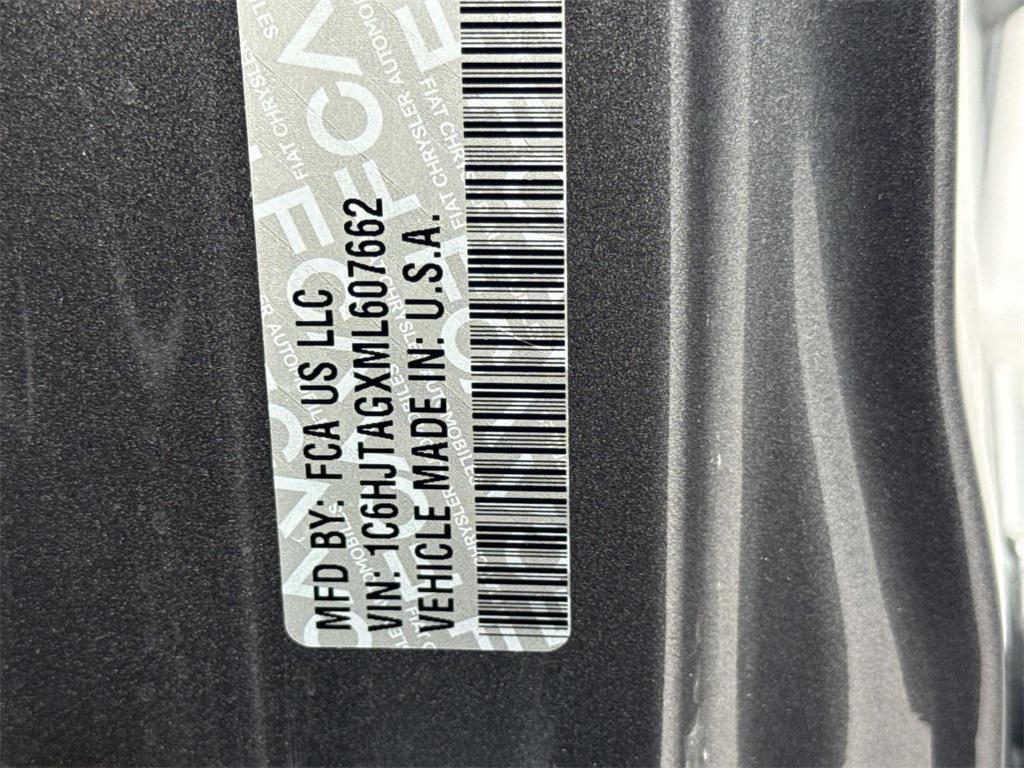 MFD BY: FCA US LLC
VIN: 1C6HJTAGXML607662
VEHICLE MADE IN: U.S.A.